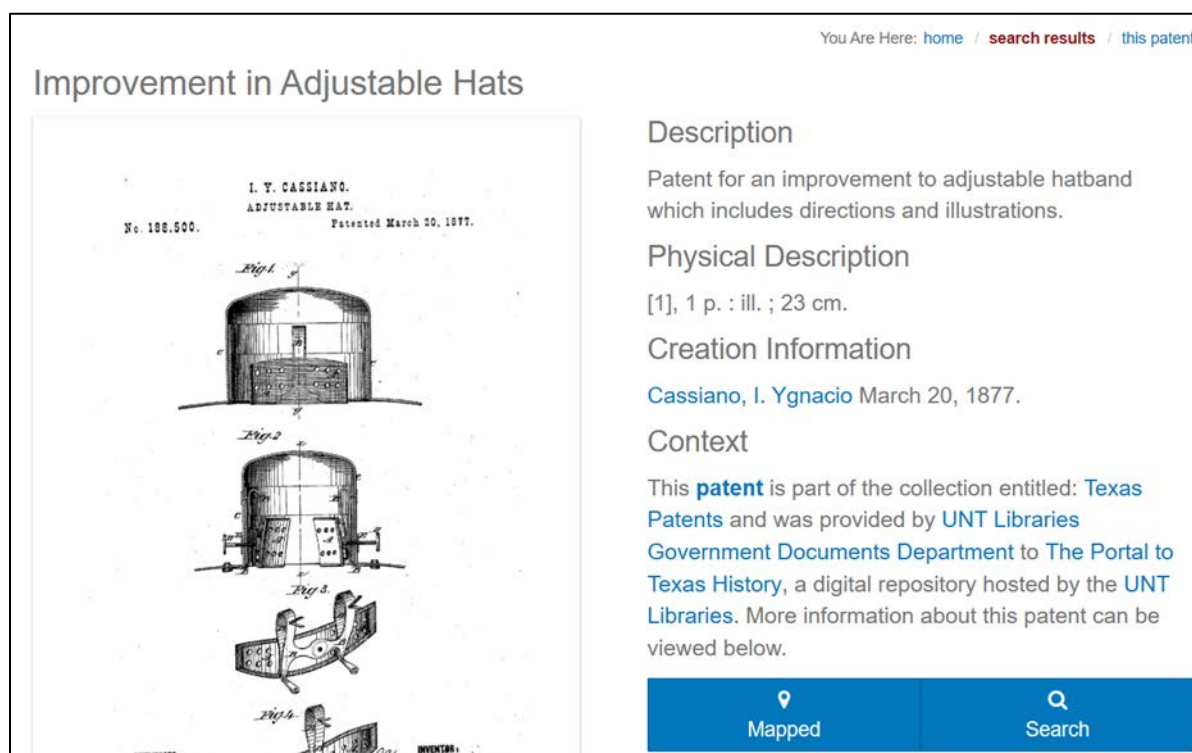 You Are Here: home / search results / this patent
Improvement in Adjustable Hats
I. Y. CASSIANO.
ADJUSTABLE HAT.
No. 188,500. Patented March 20, 1877.
Fig 1.
Fig 2
Fig 3.
Fig 4.
INVENTOR:
Description
Patent for an improvement to adjustable hatband
which includes directions and illustrations.
Physical Description
[1], 1 p. : ill. ; 23 cm.
Creation Information
Cassiano, I. Ygnacio March 20, 1877.
Context
This patent is part of the collection entitled: Texas
Patents and was provided by UNT Libraries
Government Documents Department to The Portal to
Texas History, a digital repository hosted by the UNT
Libraries. More information about this patent can be
viewed below.
Mapped
Search